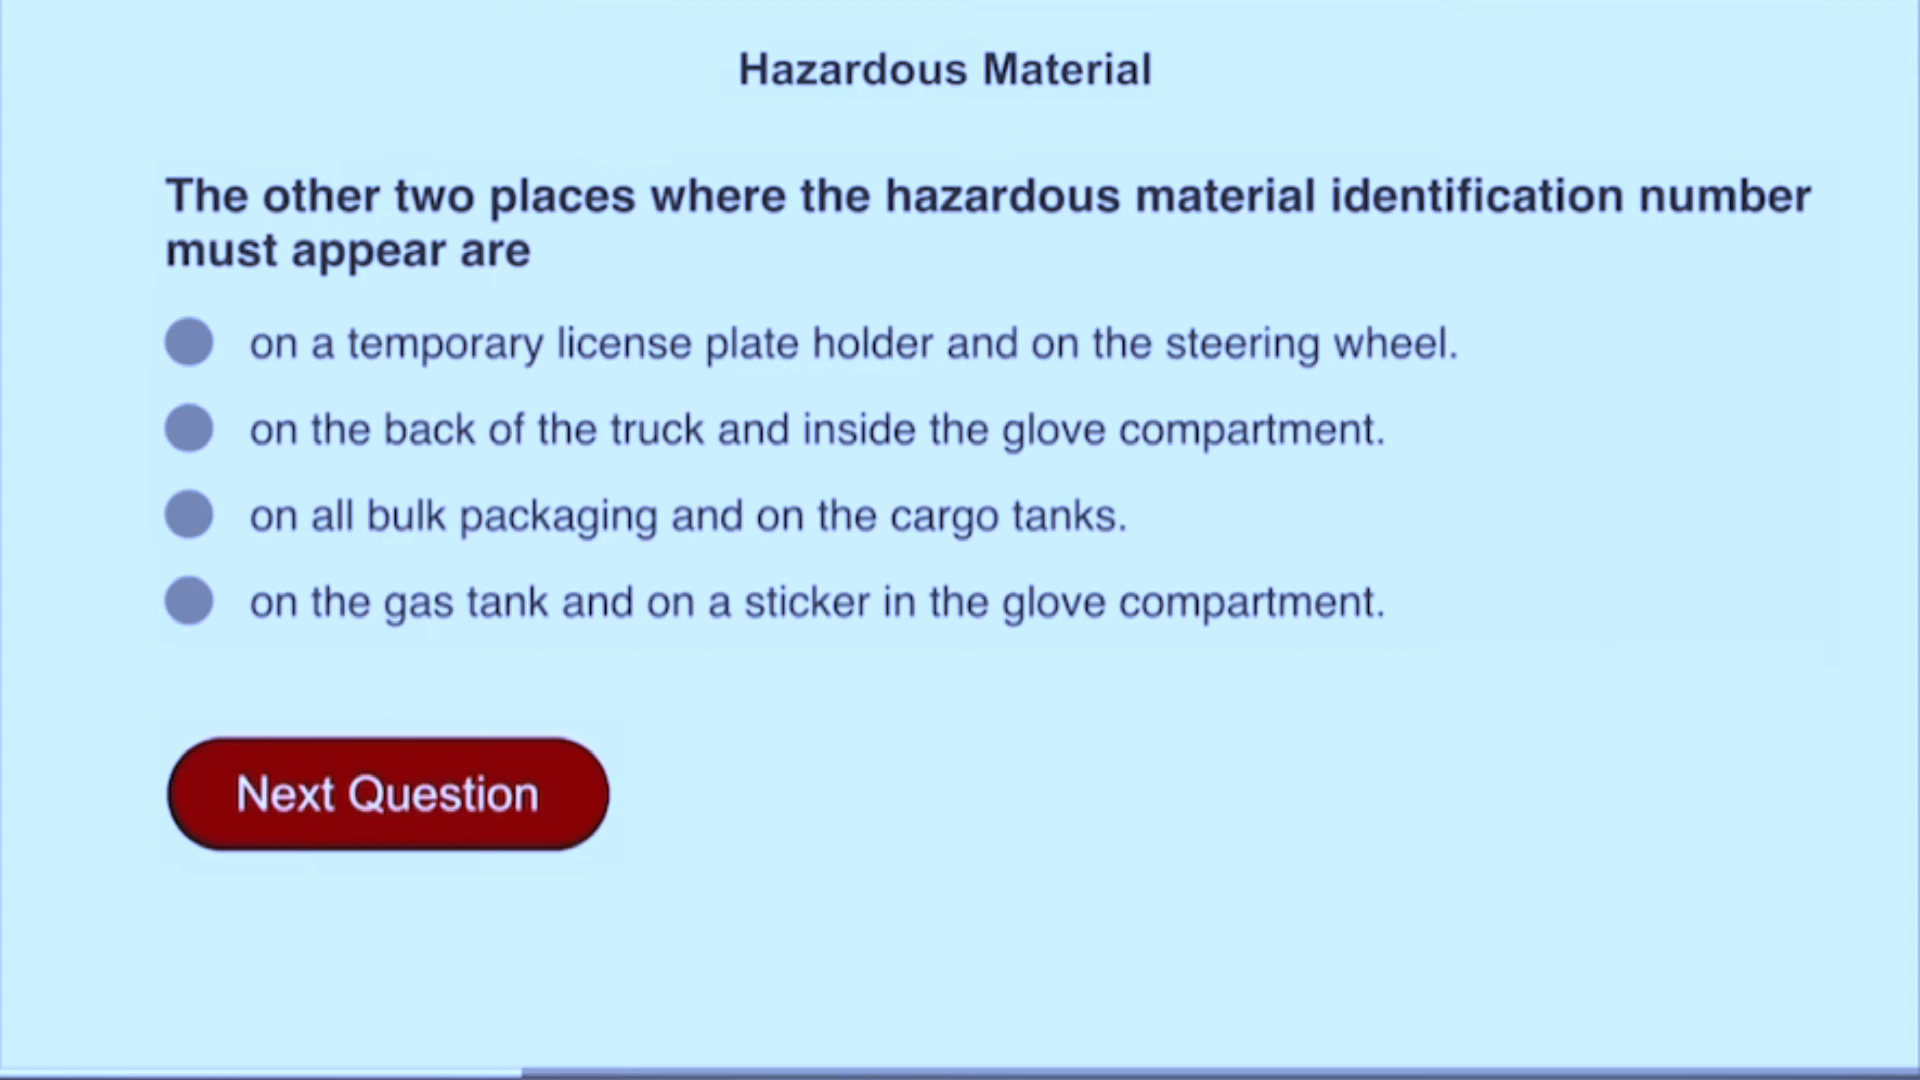 Hazardous Material
The other two places where the hazardous material identification number
must appear are
on a temporary license plate holder and on the steering wheel.
on the back of the truck and inside the glove compartment.
on all bulk packaging and on the cargo tanks.
on the gas tank and on a sticker in the glove compartment.
Next Question